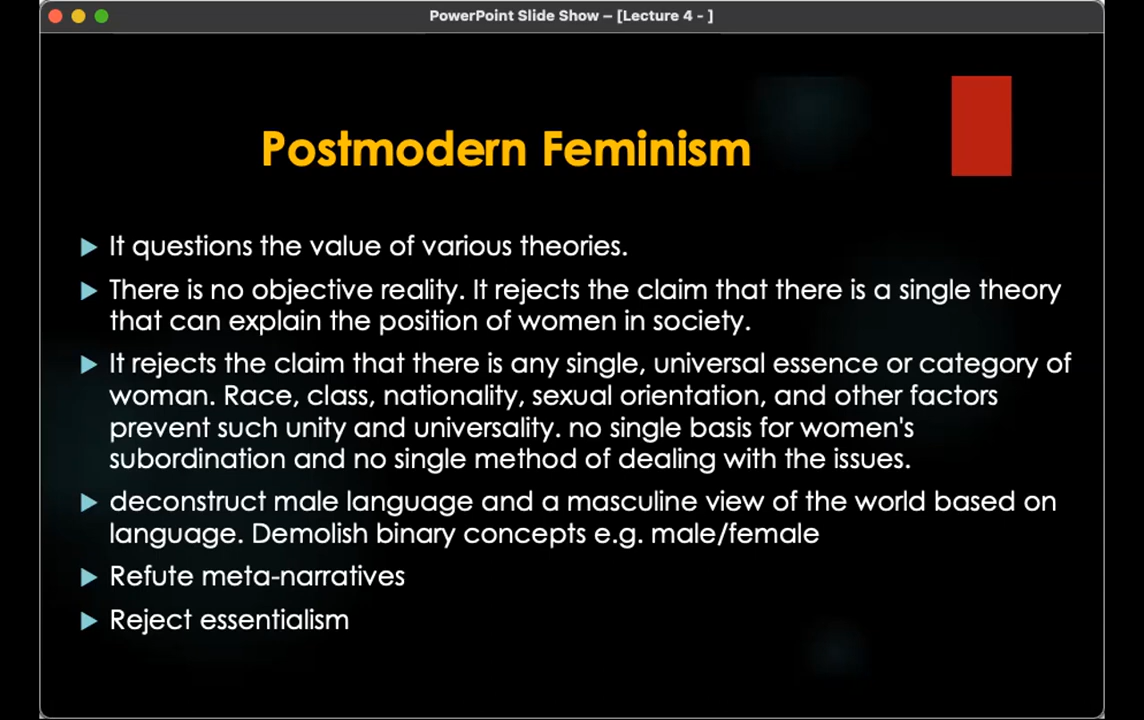 PowerPoint Slide Show – [Lecture 4 - ]
Postmodern Feminism
It questions the value of various theories.
There is no objective reality. It rejects the claim that there is a single theory
that can explain the position of women in society.
It rejects the claim that there is any single, universal essence or category of
woman. Race, class, nationality, sexual orientation, and other factors
prevent such unity and universality. no single basis for women's
subordination and no single method of dealing with the issues.
deconstruct male language and a masculine view of the world based on
language. Demolish binary concepts e.g. male/female
Refute meta-narratives
Reject essentialism